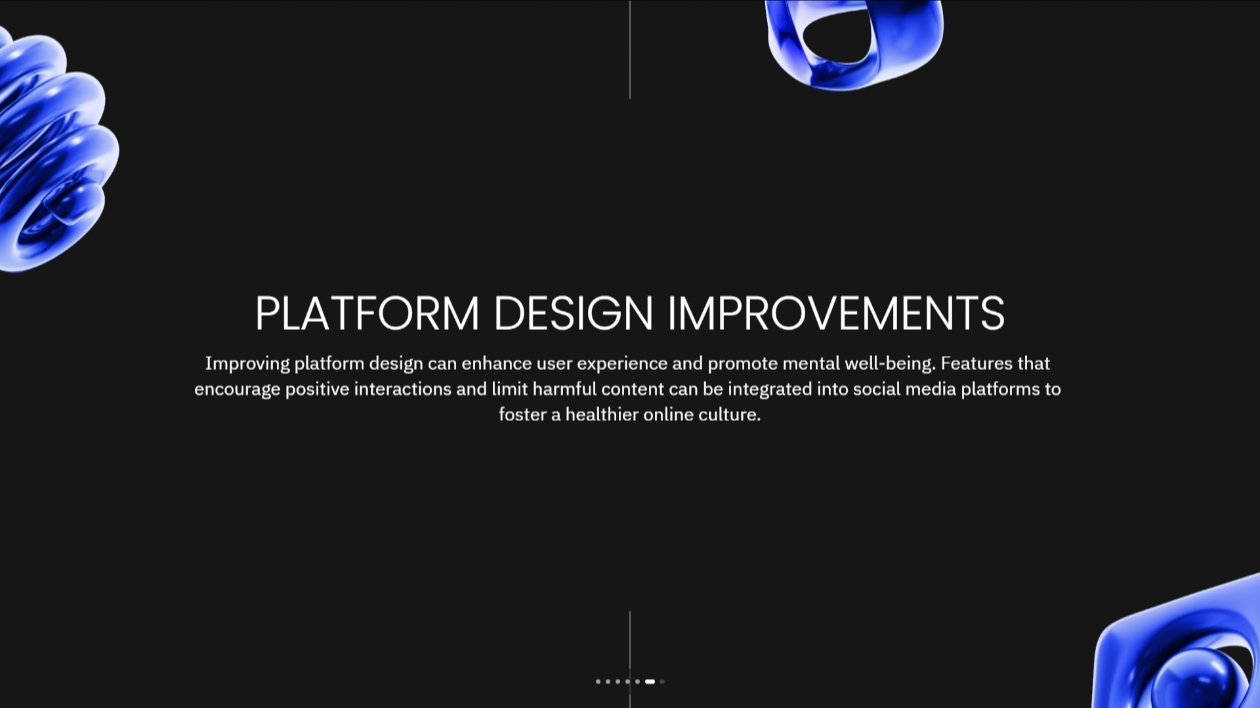 PLATFORM DESIGN IMPROVEMENTS
Improving platform design can enhance user experience and promote mental well-being. Features that
encourage positive interactions and limit harmful content can be integrated into social media platforms to
foster a healthier online culture.